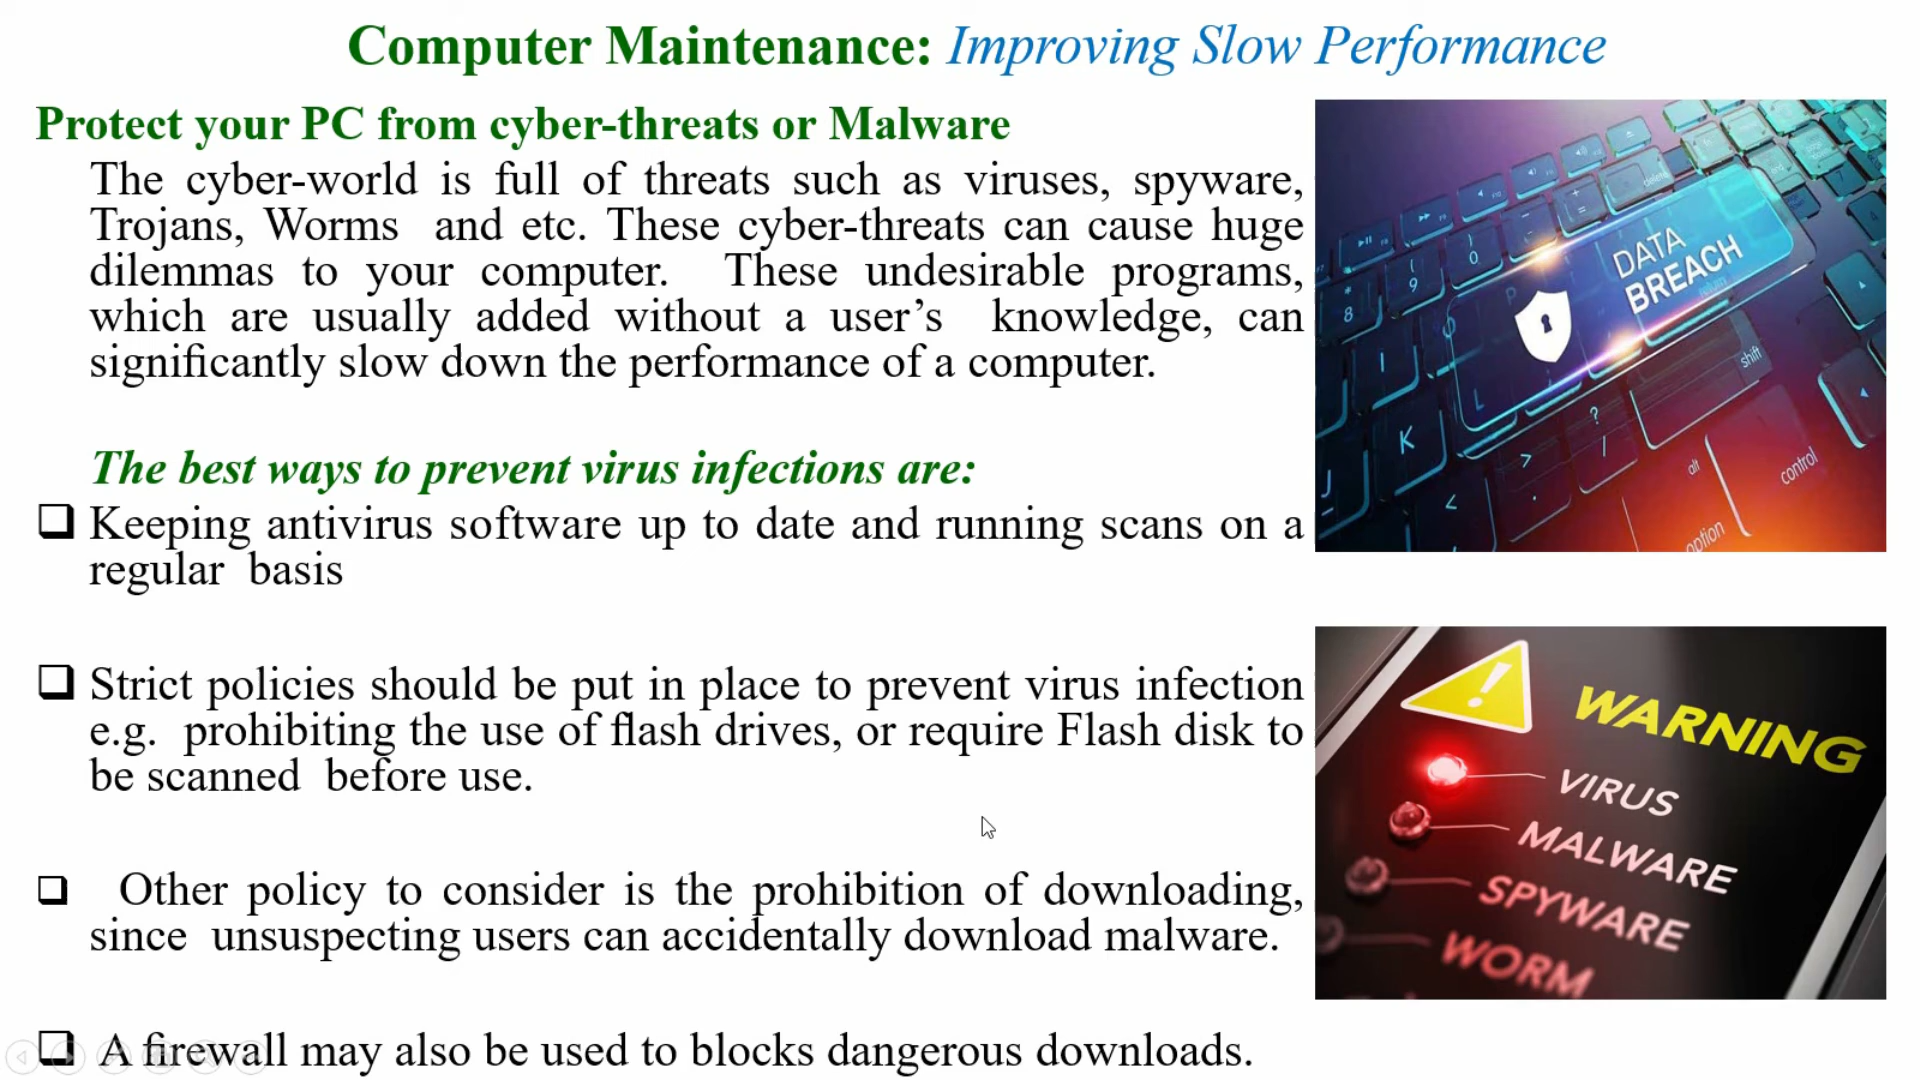 Computer Maintenance: Improving Slow Performance
Protect your PC from cyber-threats or Malware
The cyber-world is full of threats such as viruses, spyware,
Trojans, Worms and etc. These cyber-threats can cause huge
dilemmas to your computer. These undesirable programs,
which are usually added without a user’s knowledge, can
significantly slow down the performance of a computer.
The best ways to prevent virus infections are:
❑ Keeping antivirus software up to date and running scans on a
regular basis
❑ Strict policies should be put in place to prevent virus infection
e.g. prohibiting the use of flash drives, or require Flash disk to
be scanned before use.
❑ Other policy to consider is the prohibition of downloading,
since unsuspecting users can accidentally download malware.
❑ A firewall may also be used to blocks dangerous downloads.
DATA
BREACH
delete
return
shift
alt
control
option
WARNING
VIRUS
MALWARE
SPYWARE
WORM